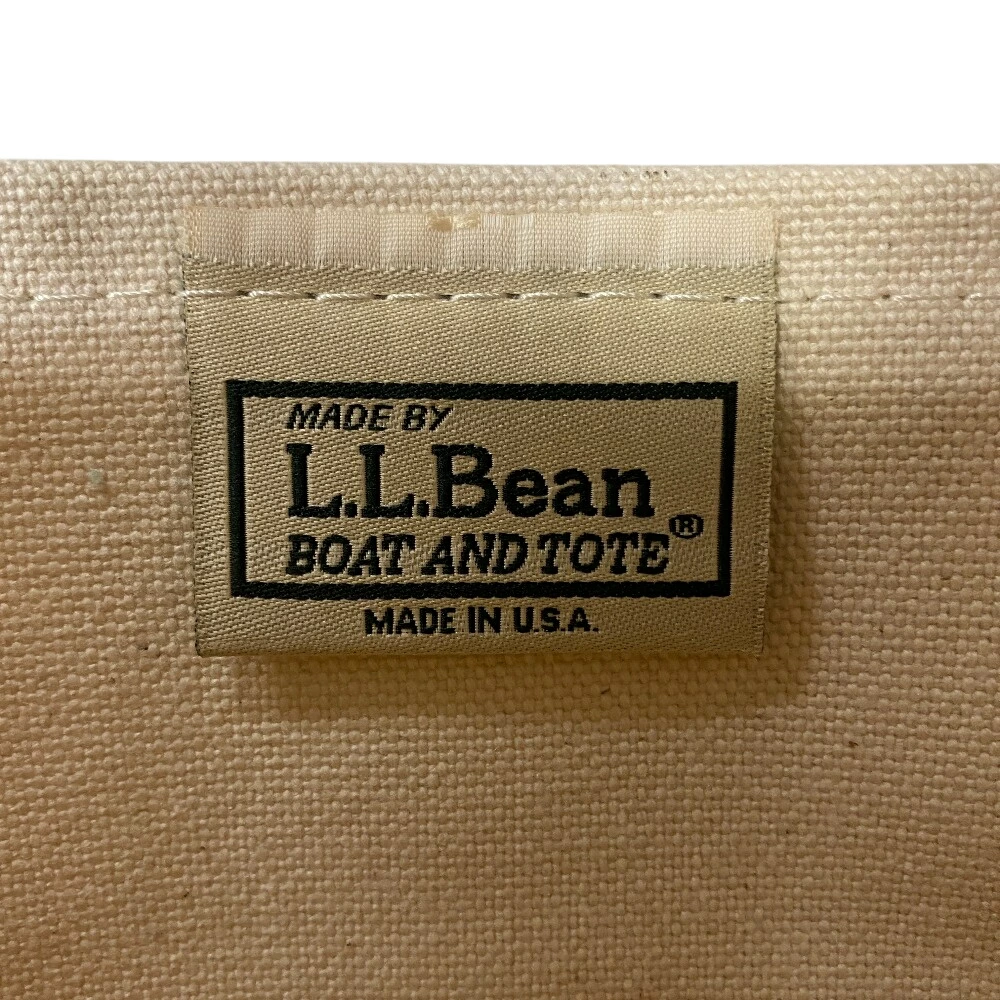 MADE BY
L.L.Bean
BOAT AND TOTE®
MADE IN U.S.A.